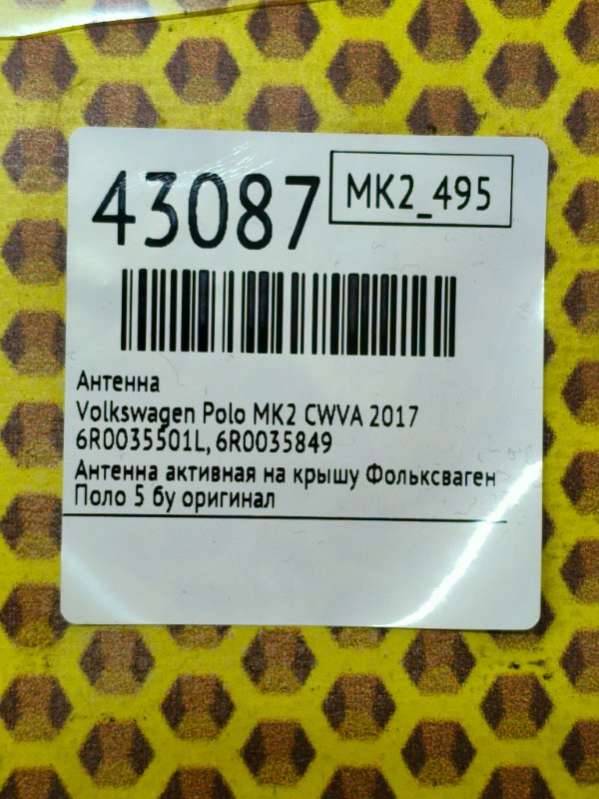 43087
MK2_495
Антенна
Volkswagen Polo MK2 CWVA 2017
6R0035501L, 6R0035849
Антенна активная на крышу Фольксваген
Поло 5 бу оригинал